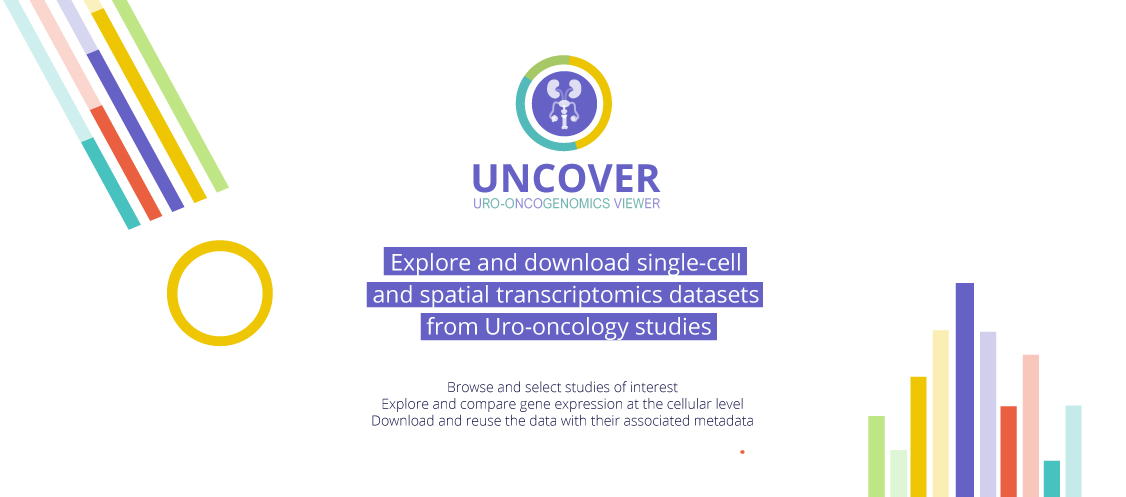 UNCOVER
URO-ONCOGENOMICS VIEWER
Explore and download single-cell
and spatial transcriptomics datasets
from Uro-oncology studies
Browse and select studies of interest
Explore and compare gene expression at the cellular level
Download and reuse the data with their associated metadata